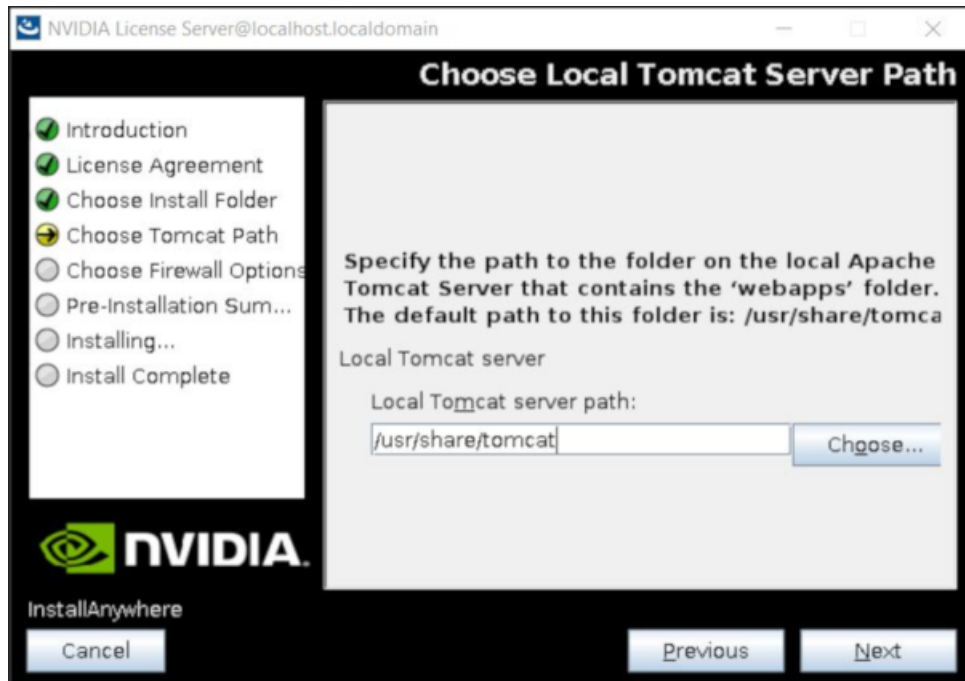 NVIDIA License Server@localhost.localdomain
Choose Local Tomcat Server Path
Introduction
License Agreement
Choose Install Folder
Choose Tomcat Path
Choose Firewall Options
Pre-Installation Sum...
Installing...
Install Complete
Specify the path to the folder on the local Apache
Tomcat Server that contains the ‘webapps’ folder.
The default path to this folder is: /usr/share/tomca
Local Tomcat server
Local Tomcat server path:
/usr/share/tomcat
Choose...
NVIDIA.
InstallAnywhere
Cancel
Previous
Next